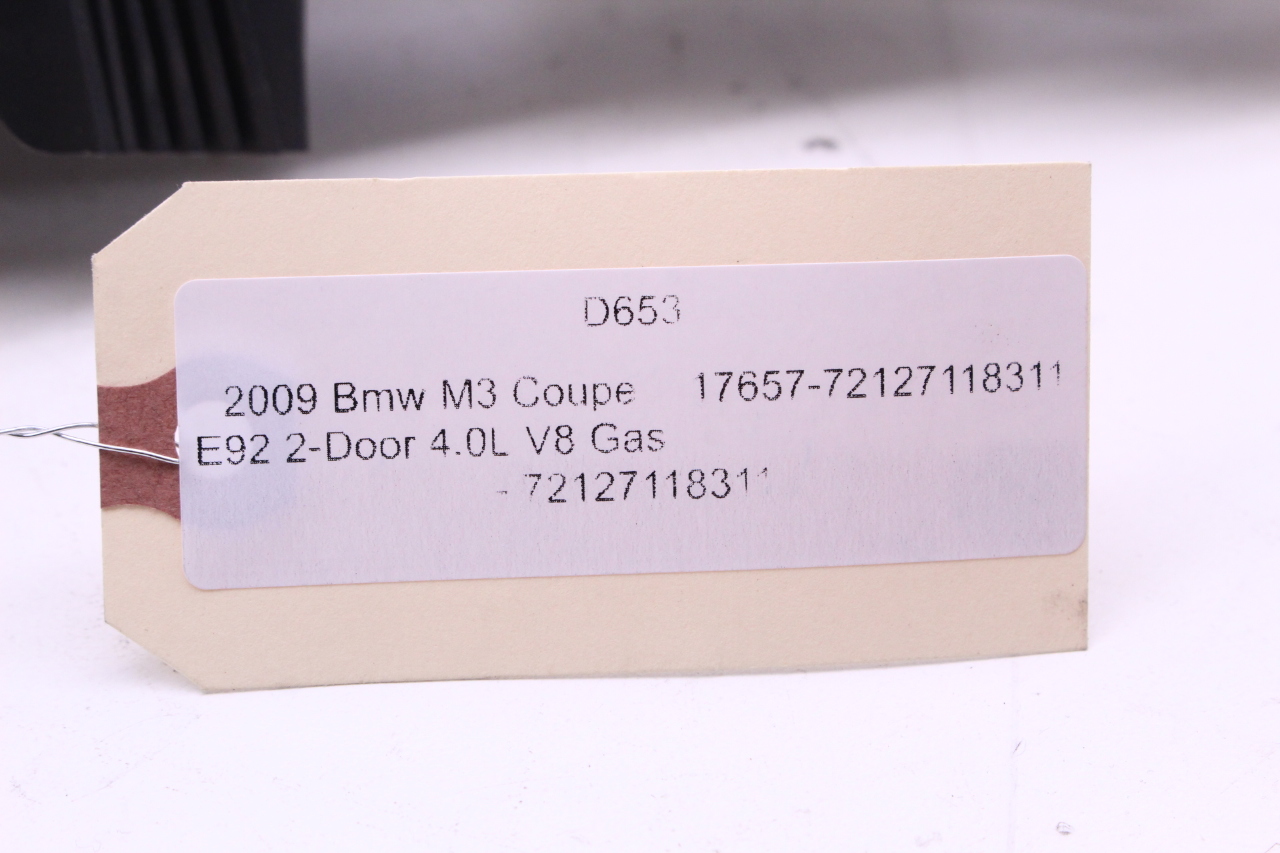 D653
2009 Bmw M3 Coupe 17657-72127118311
E92 2-Door 4.0L V8 Gas
- 72127118311